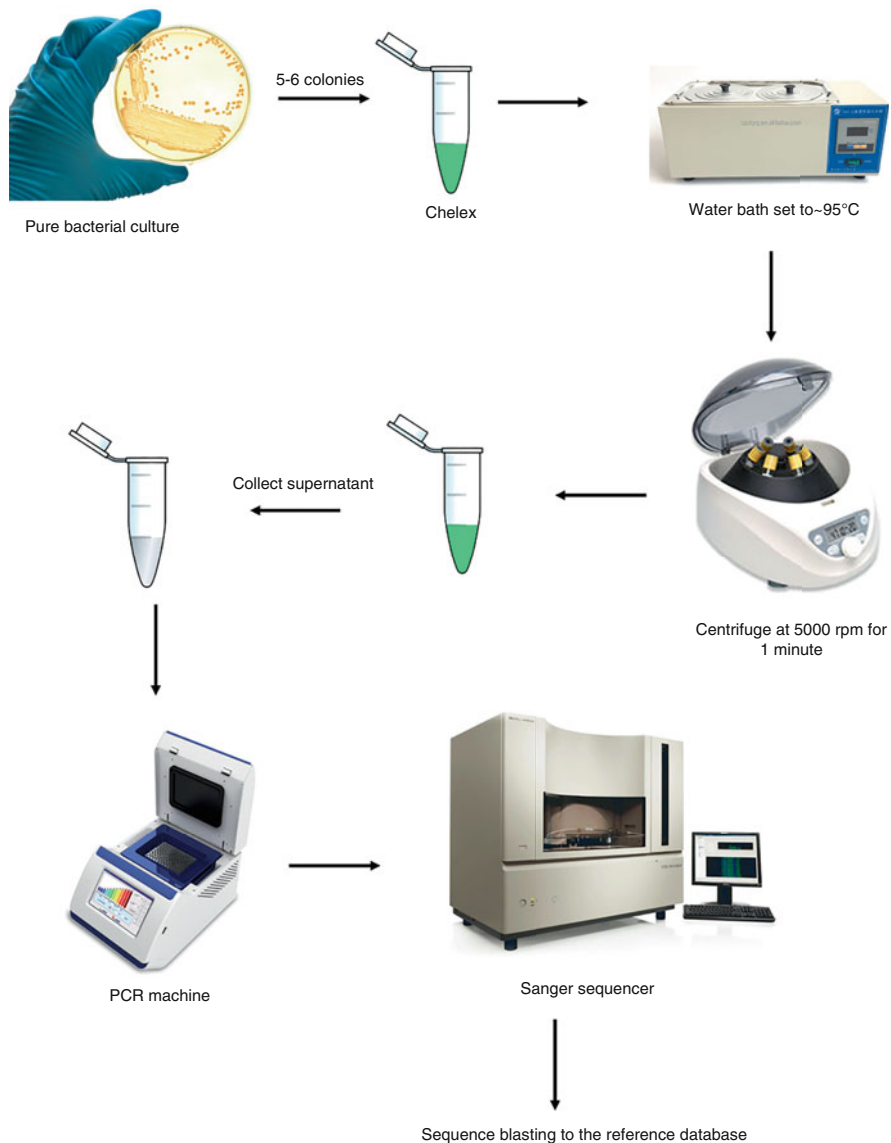 5-6 colonies
Pure bacterial culture
Chelex
Water bath set to~95°C
Collect supernatant
Centrifuge at 5000 rpm for
1 minute
PCR machine
Sanger sequencer
Sequence blasting to the reference database